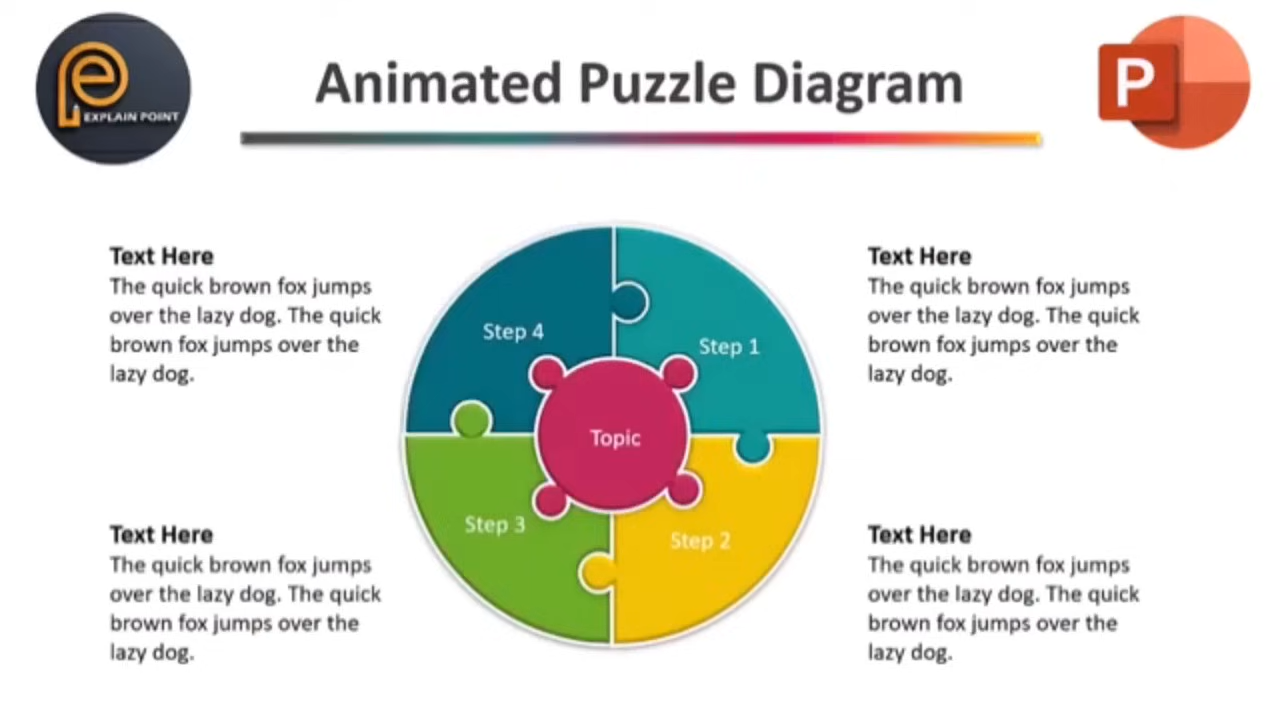 EXPLAIN POINT
Animated Puzzle Diagram
P
Text Here
The quick brown fox jumps
over the lazy dog. The quick
brown fox jumps over the
lazy dog.
Text Here
The quick brown fox jumps
over the lazy dog. The quick
brown fox jumps over the
lazy dog.
Step 4
Step 1
Topic
Step 3
Step 2
Text Here
The quick brown fox jumps
over the lazy dog. The quick
brown fox jumps over the
lazy dog.
Text Here
The quick brown fox jumps
over the lazy dog. The quick
brown fox jumps over the
lazy dog.